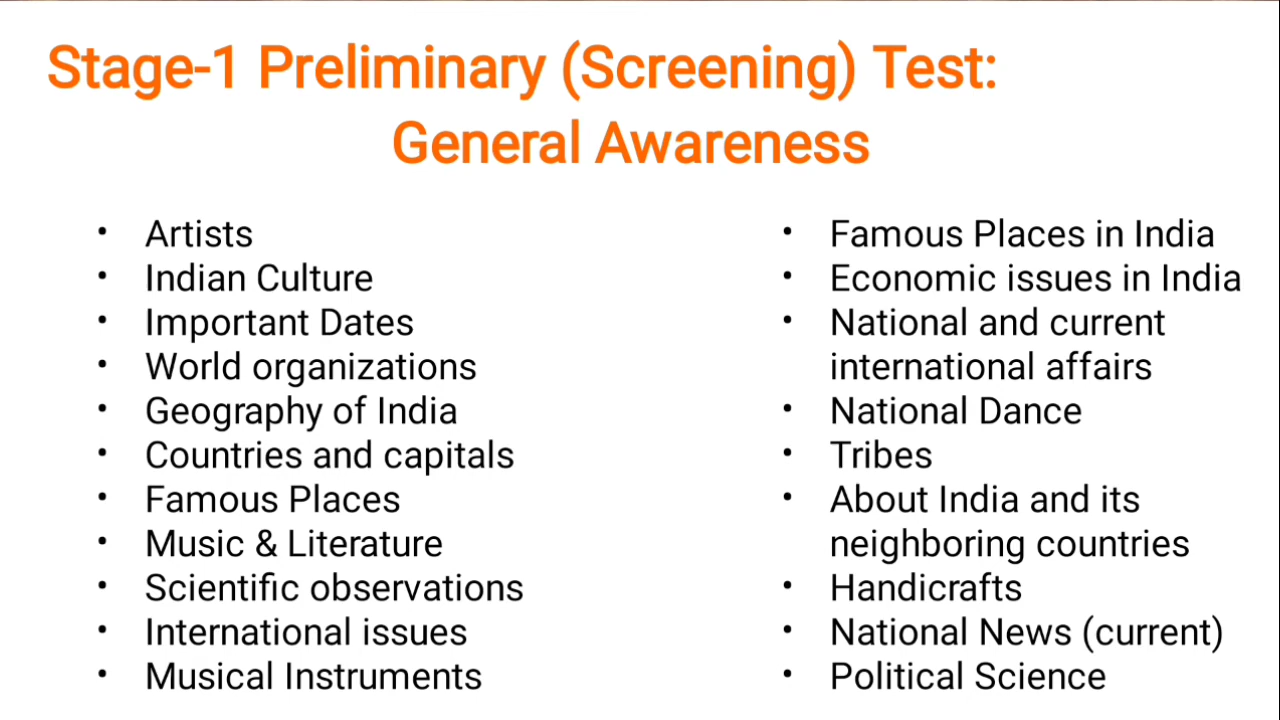 Stage-1 Preliminary (Screening) Test:
General Awareness
• Artists
• Indian Culture
• Important Dates
• World organizations
• Geography of India
• Countries and capitals
• Famous Places
• Music & Literature
• Scientific observations
• International issues
• Musical Instruments
• Famous Places in India
• Economic issues in India
• National and current
international affairs
• National Dance
• Tribes
• About India and its
neighboring countries
• Handicrafts
• National News (current)
• Political Science